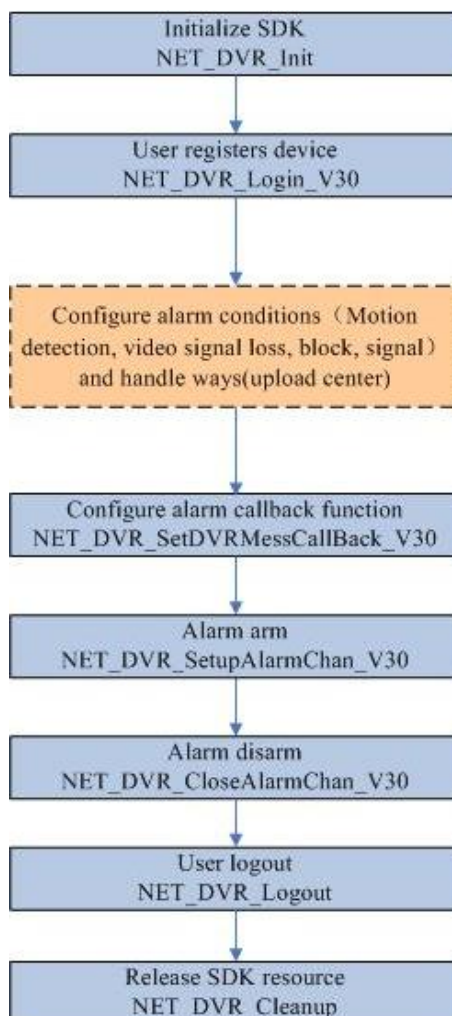 Initialize SDK
NET_DVR_Init
User registers device
NET_DVR_Login_V30
Configure alarm conditions（Motion
detection, video signal loss, block, signal）
and handle ways(upload center)
Configure alarm callback function
NET_DVR_SetDVRMessCallBack_V30
Alarm arm
NET_DVR_SetupAlarmChan_V30
Alarm disarm
NET_DVR_CloseAlarmChan_V30
User logout
NET_DVR_Logout
Release SDK resource
NET_DVR_Cleanup